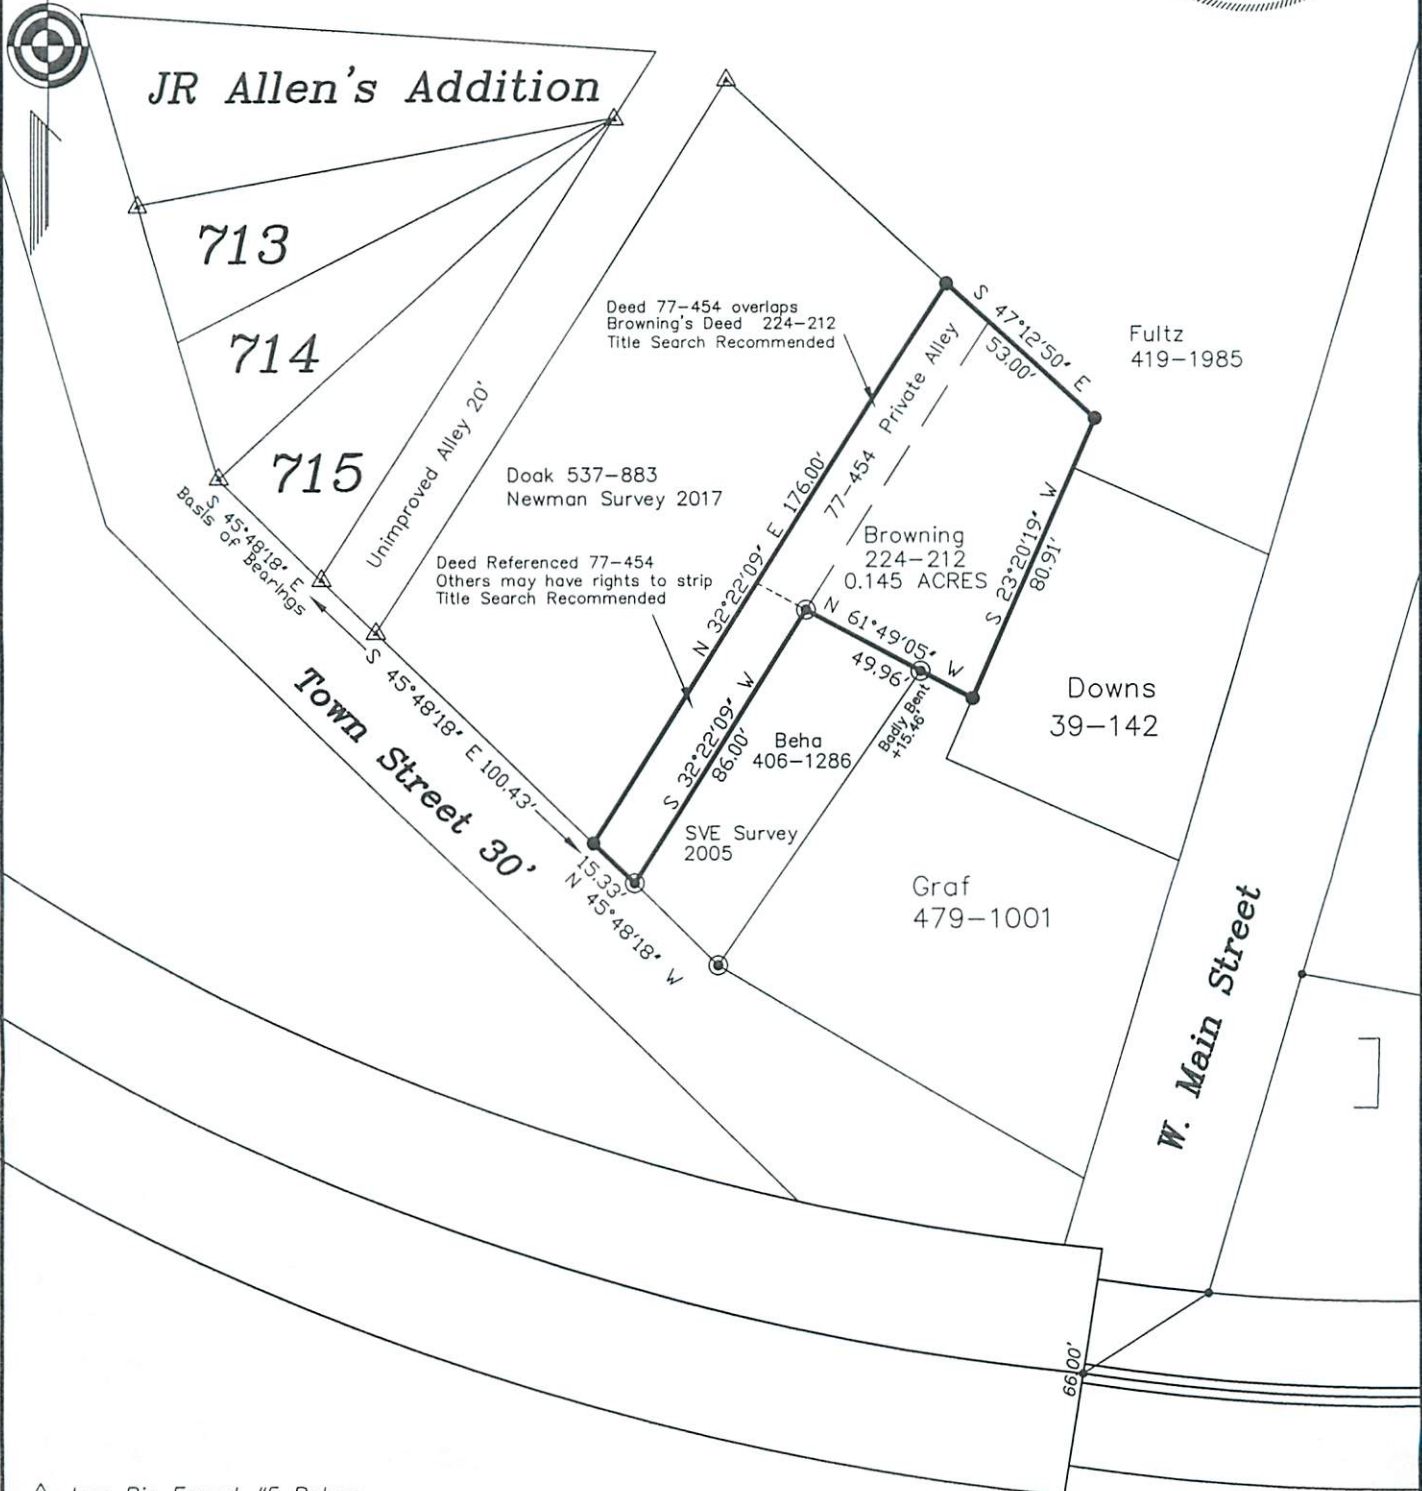 JR Allen's Addition
713
714
715
Unimproved Alley 20'
S 45°48'18" E
Basis of Bearings
Deed 77-454 overlaps
Browning's Deed 224-212
Title Search Recommended
S 47°12'50" E
53.00'
Fultz
419-1985
77-454 Private Alley
Doak 537-883
Newman Survey 2017
N 32°22'09" E 176.00'
Browning
224-212
0.145 ACRES
S 23°20'19" W
80.91'
Deed Referenced 77-454
Others may have rights to strip
Title Search Recommended
N 61°49'05" W
49.96'
Badly Bent
+15.46'
S 45°48'18" E 100.43'
Town Street 30'
S 32°22'09" W
86.00'
Beha
406-1286
SVE Survey
2005
Downs
39-142
15.33'
N 45°48'18" W
Graf
479-1001
W. Main Street
66.00'